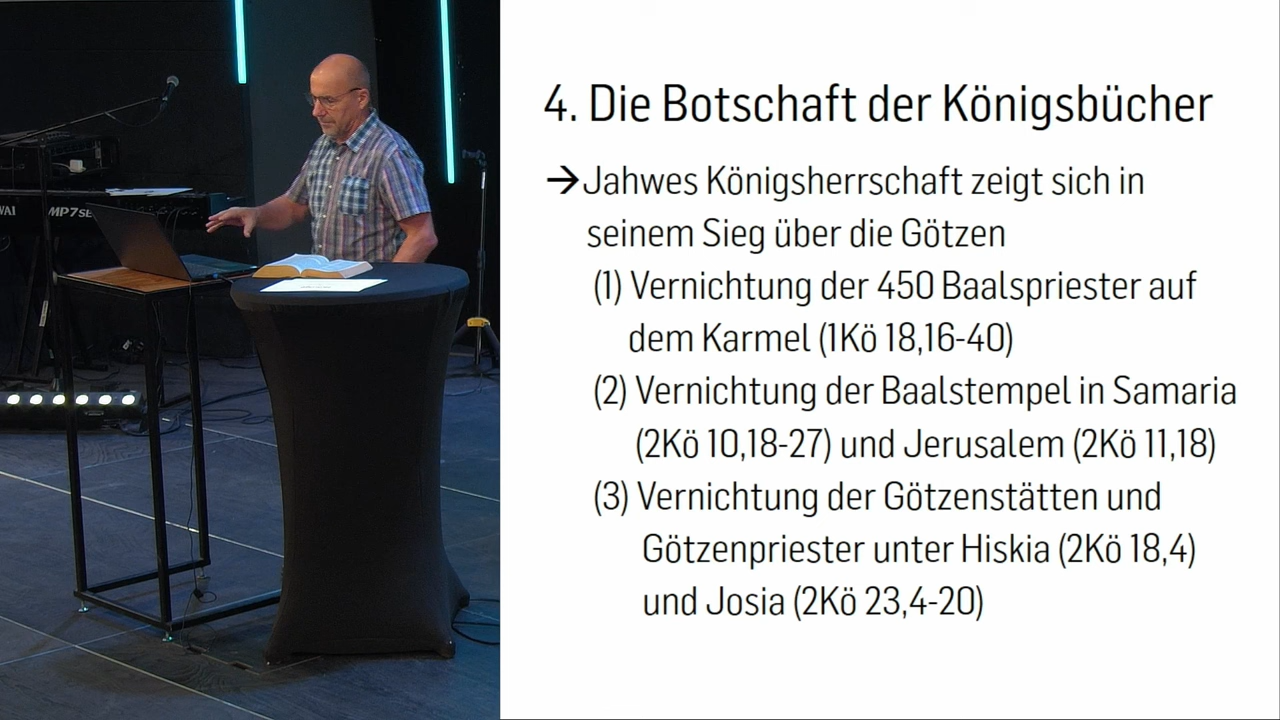 4. Die Botschaft der Königsbücher
→Jahwes Königsherrschaft zeigt sich in
seinem Sieg über die Götzen
(1) Vernichtung der 450 Baalspriester auf
dem Karmel (1Kö 18,16-40)
(2) Vernichtung der Baalstempel in Samaria
(2Kö 10,18-27) und Jerusalem (2Kö 11,18)
(3) Vernichtung der Götzenstätten und
Götzenpriester unter Hiskia (2Kö 18,4)
und Josia (2Kö 23,4-20)
WAI MP7SE